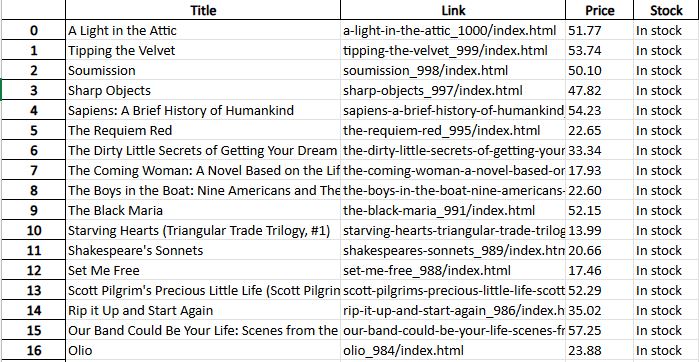 Title Link Price Stock
0 A Light in the Attic a-light-in-the-attic_1000/index.html 51.77 In stock
1 Tipping the Velvet tipping-the-velvet_999/index.html 53.74 In stock
2 Soumission soumission_998/index.html 50.10 In stock
3 Sharp Objects sharp-objects_997/index.html 47.82 In stock
4 Sapiens: A Brief History of Humankind sapiens-a-brief-history-of-humankind 54.23 In stock
5 The Requiem Red the-requiem-red_995/index.html 22.65 In stock
6 The Dirty Little Secrets of Getting Your Dream the-dirty-little-secrets-of-getting-your 33.34 In stock
7 The Coming Woman: A Novel Based on the Lif the-coming-woman-a-novel-based-or 17.93 In stock
8 The Boys in the Boat: Nine Americans and The the-boys-in-the-boat-nine-americans- 22.60 In stock
9 The Black Maria the-black-maria_991/index.html 52.15 In stock
10 Starving Hearts (Triangular Trade Trilogy, #1) starving-hearts-triangular-trade-trilog 13.99 In stock
11 Shakespeare's Sonnets shakespeares-sonnets_989/index.htm 20.66 In stock
12 Set Me Free set-me-free_988/index.html 17.46 In stock
13 Scott Pilgrim's Precious Little Life (Scott Pilgrin scott-pilgrims-precious-little-life-scott 52.29 In stock
14 Rip it Up and Start Again rip-it-up-and-start-again_986/index.h 35.02 In stock
15 Our Band Could Be Your Life: Scenes from the our-band-could-be-your-life-scenes-fr 57.25 In stock
16 Olio olio_984/index.html 23.88 In stock